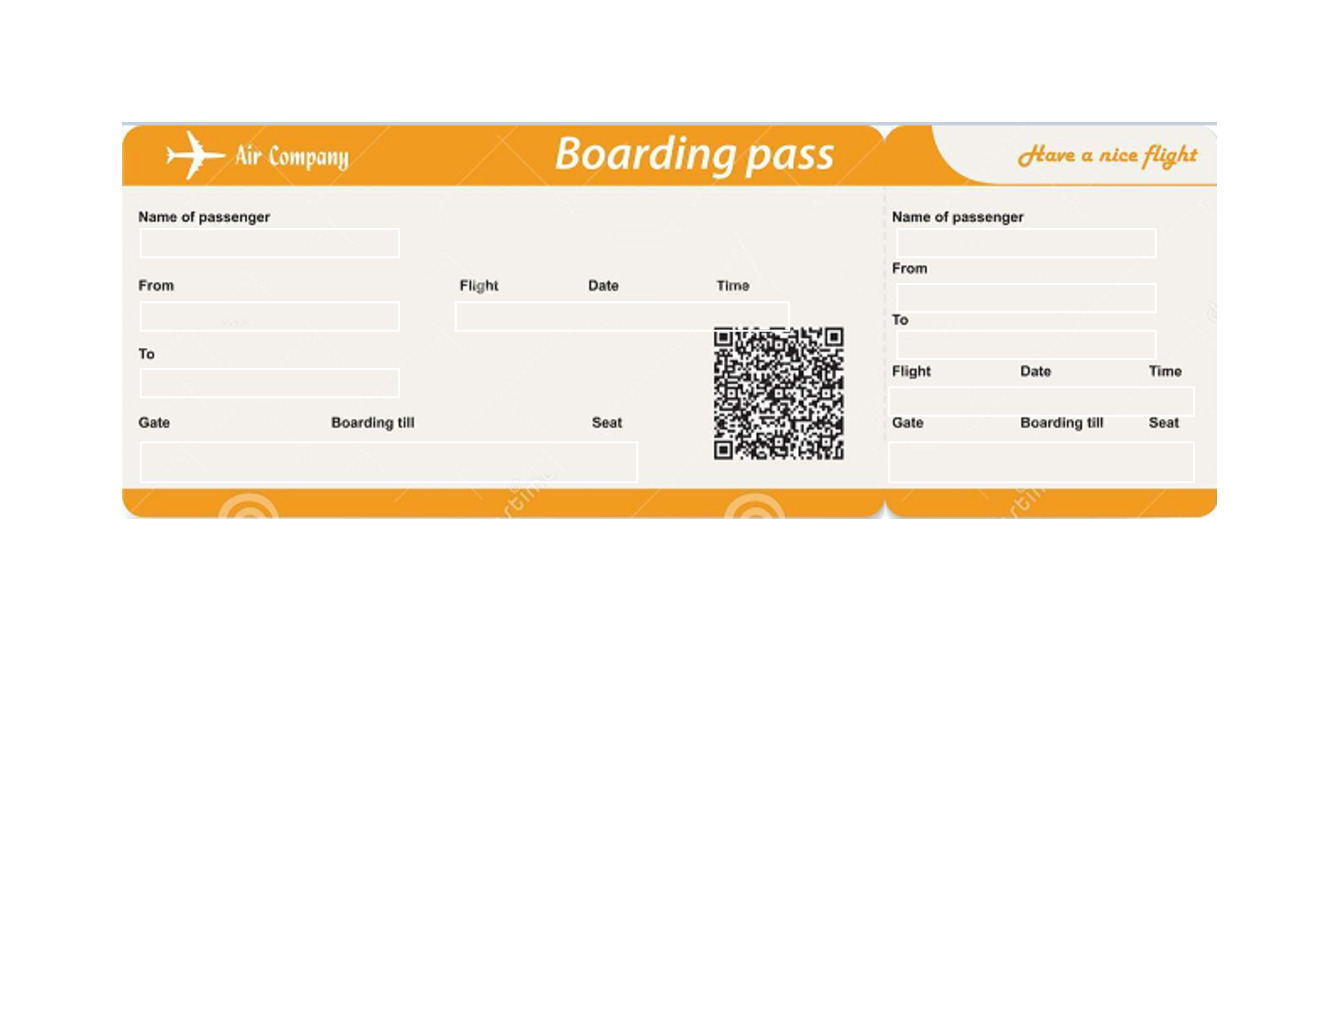 Air Company
Boarding pass
Have a nice flight
Name of passenger
From
Flight Date Time
To
Gate Boarding till Seat
Name of passenger
From
To
Flight Date Time
Gate Boarding till Seat